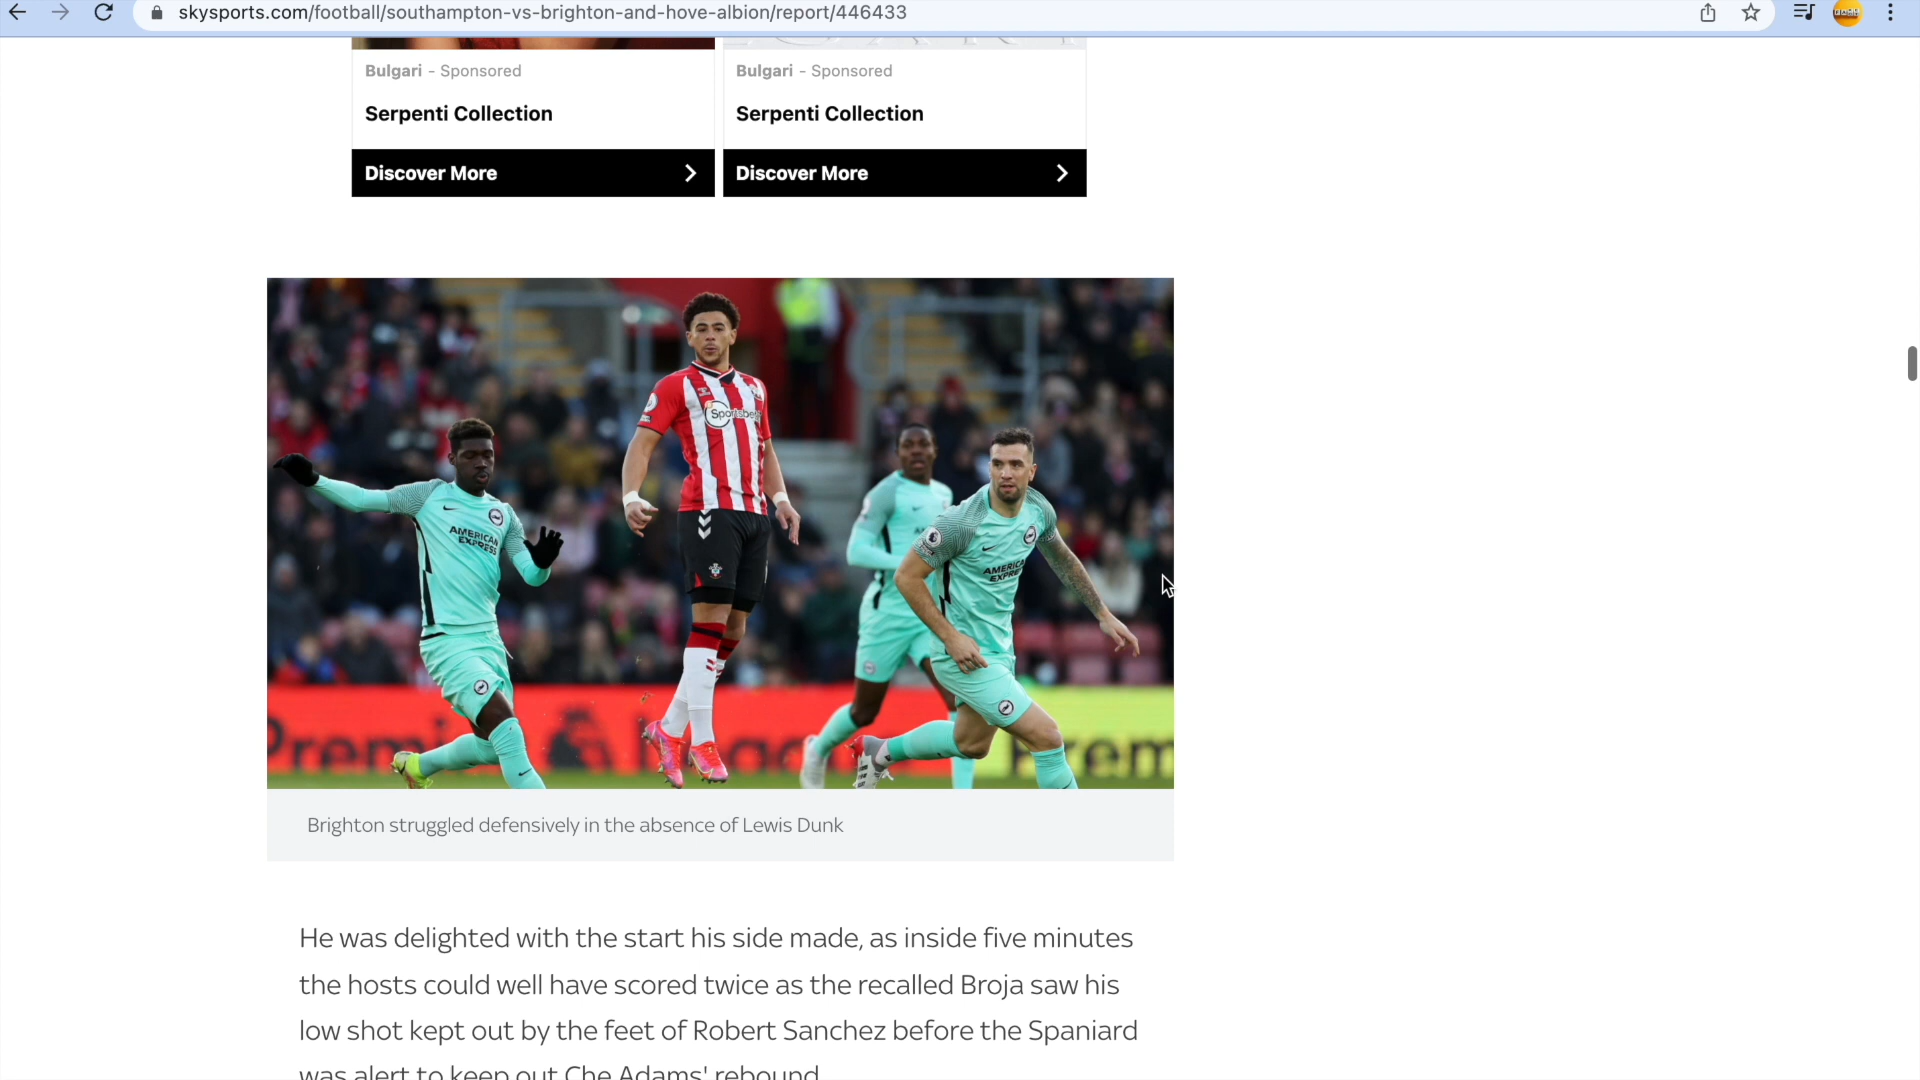 skysports.com/football/southampton-vs-brighton-and-hove-albion/report/446433
Bulgari - Sponsored
Serpenti Collection
Discover More
Bulgari - Sponsored
Serpenti Collection
Discover More
Sportsbe
AMERICAN
EXPRESS
Brighton struggled defensively in the absence of Lewis Dunk
He was delighted with the start his side made, as inside five minutes
the hosts could well have scored twice as the recalled Broja saw his
low shot kept out by the feet of Robert Sanchez before the Spaniard
was alert to keep out Che Adams' rebound.